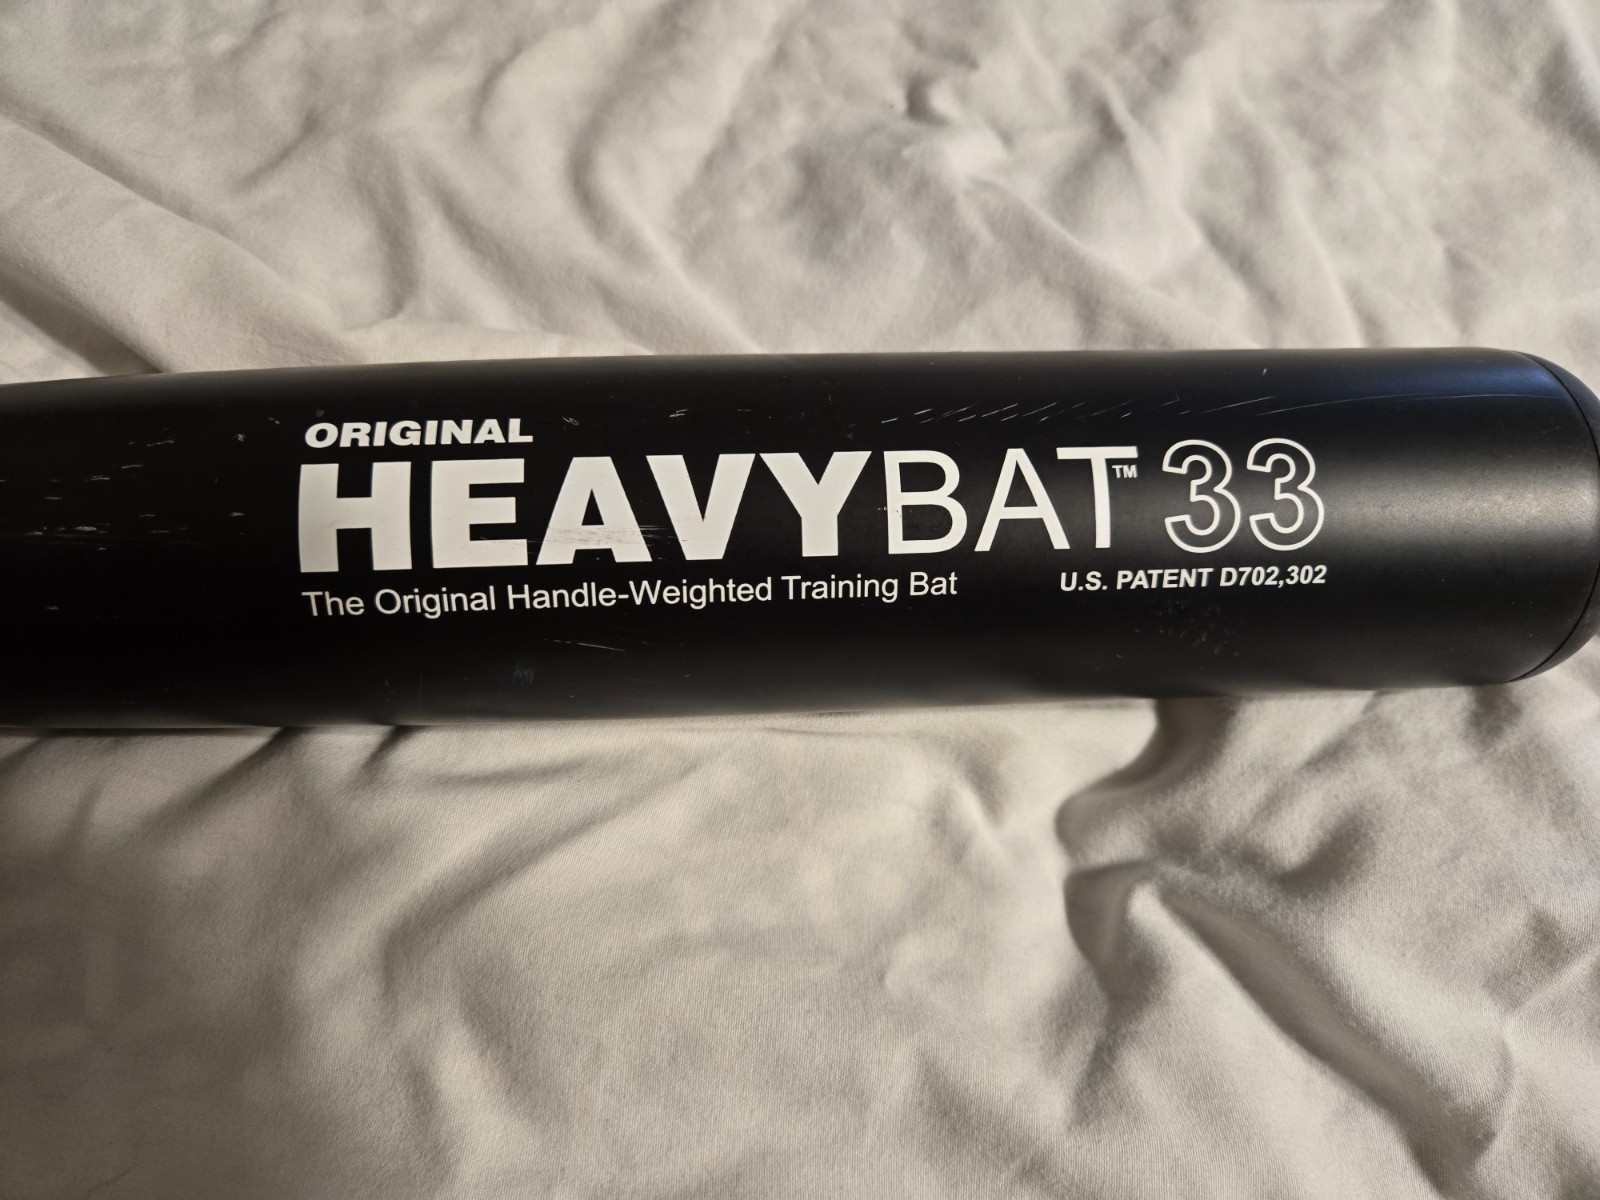 ORIGINAL
HEAVYBAT™ 33
The Original Handle-Weighted Training Bat
U.S. PATENT D702,302